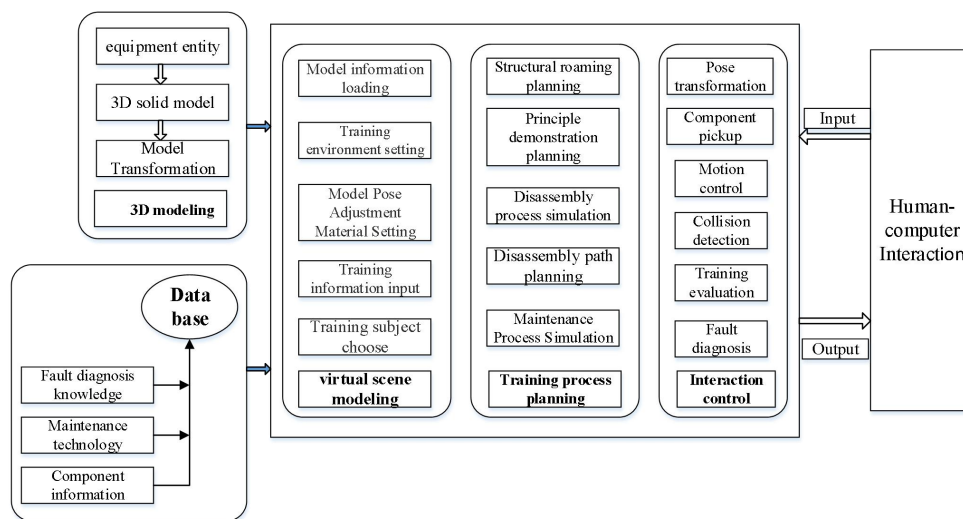 equipment entity
3D solid model
Model
Transformation
3D modeling
Data
base
Fault diagnosis
knowledge
Maintenance
technology
Component
information
Model information
loading
Training
environment setting
Model Pose
Adjustment
Material Setting
Training
information input
Training subject
choose
virtual scene
modeling
Structural roaming
planning
Principle
demonstration
planning
Disassembly
process simulation
Disassembly path
planning
Maintenance
Process Simulation
Training process
planning
Pose
transformation
Component
pickup
Motion
control
Collision
detection
Training
evaluation
Fault
diagnosis
Interaction
control
Input
Output
Human-
computer
Interaction